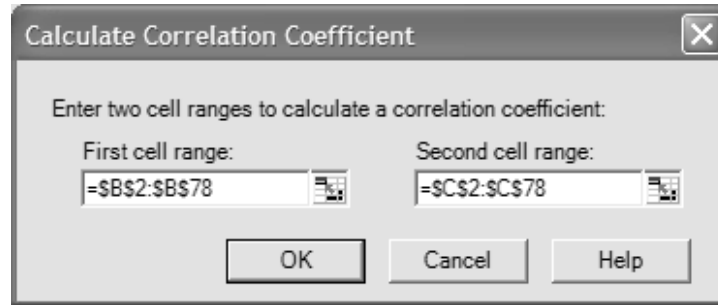 Calculate Correlation Coefficient
Enter two cell ranges to calculate a correlation coefficient:
First cell range: Second cell range:
=$B$2:$B$78 =$C$2:$C$78
OK Cancel Help